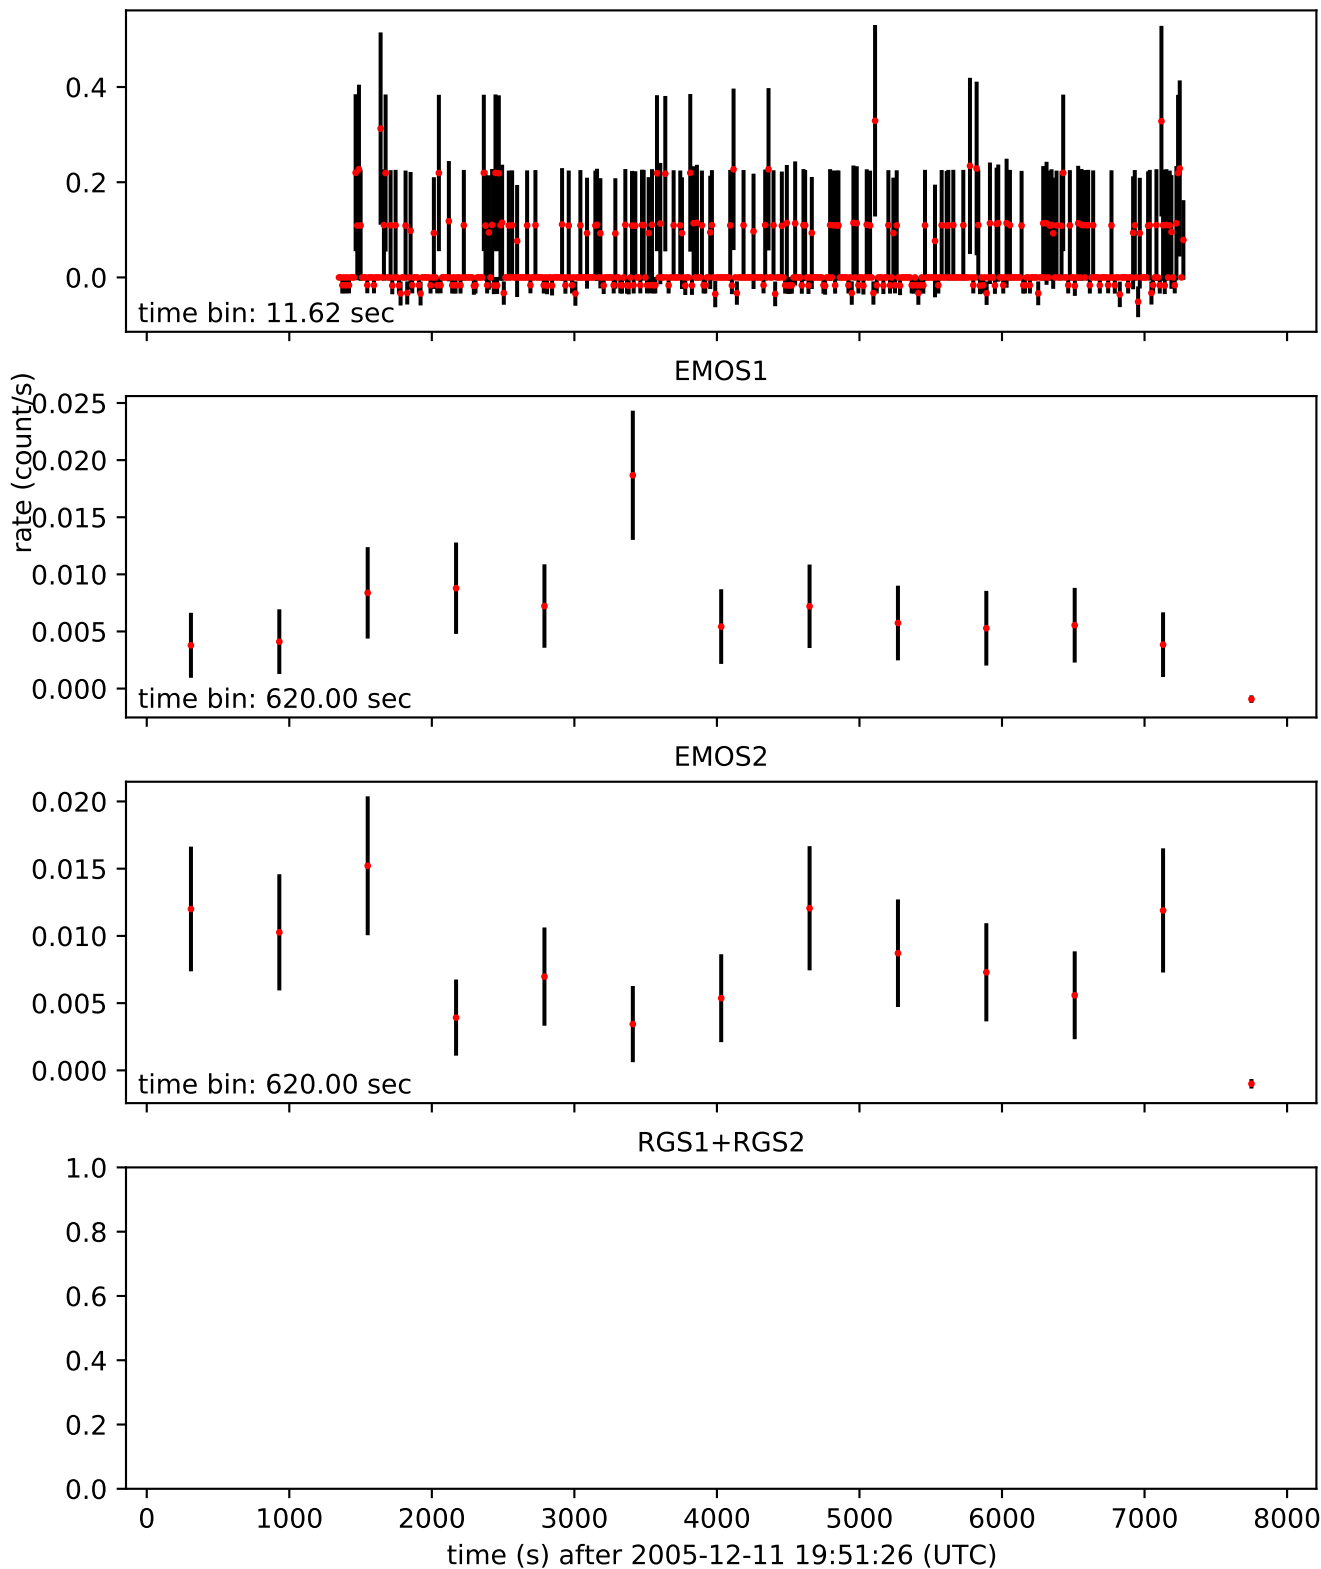 0.4
0.2
0.0
time bin: 11.62 sec
EMOS1
rate (count/s)
0.025
0.020
0.015
0.010
0.005
0.000
time bin: 620.00 sec
EMOS2
0.020
0.015
0.010
0.005
0.000
time bin: 620.00 sec
RGS1+RGS2
1.0
0.8
0.6
0.4
0.2
0.0
0 1000 2000 3000 4000 5000 6000 7000 8000
time (s) after 2005-12-11 19:51:26 (UTC)